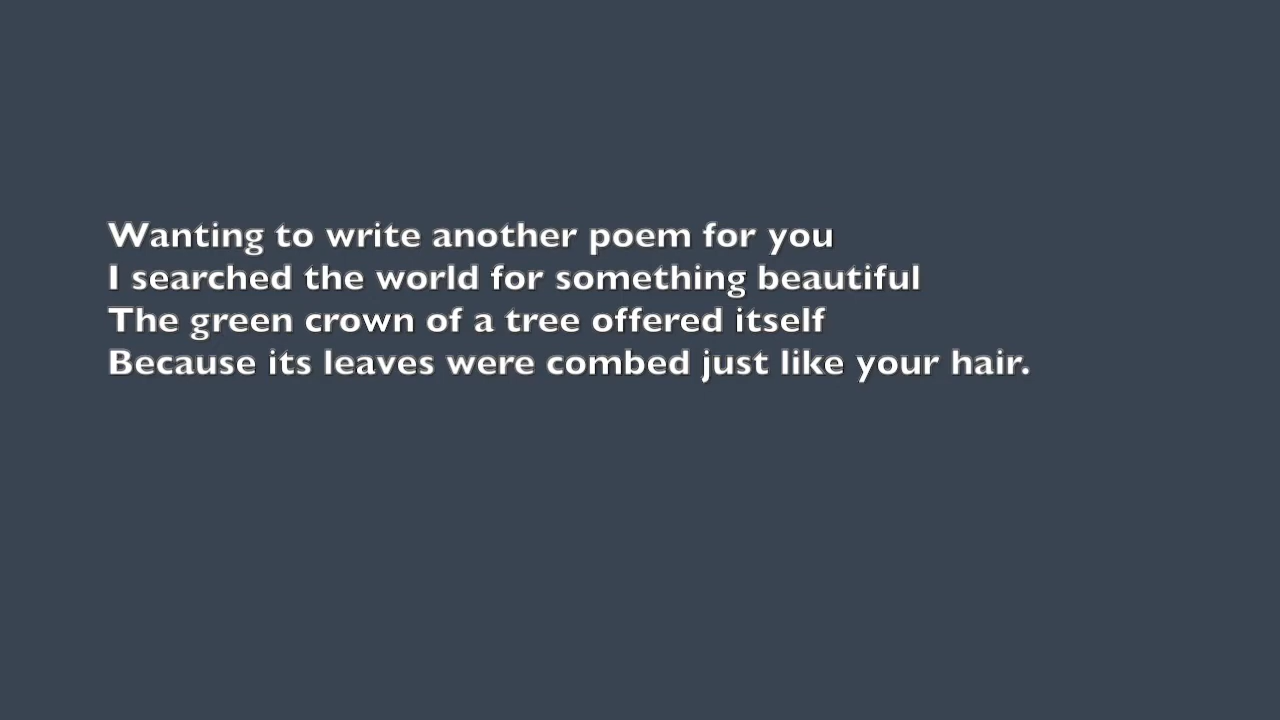 Wanting to write another poem for you
I searched the world for something beautiful
The green crown of a tree offered itself
Because its leaves were combed just like your hair.